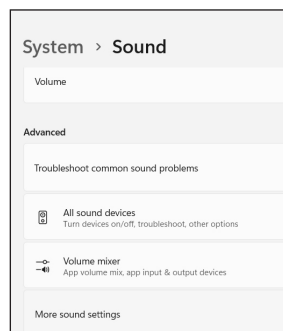 System > Sound
Volume
Advanced
Troubleshoot common sound problems
All sound devices
Turn devices on/off, troubleshoot, other options
Volume mixer
App volume mix, app input & output devices
More sound settings